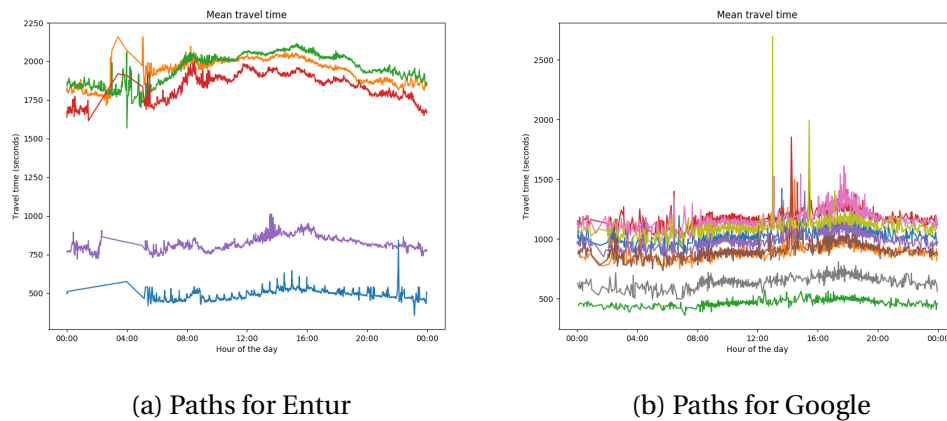 Mean travel time
2250
2000
1750
1500
1250
1000
750
500
Travel time (seconds)
00:00 04:00 08:00 12:00 16:00 20:00 00:00
Hour of the day
(a) Paths for Entur
Mean travel time
2500
2000
1500
1000
500
Travel time (seconds)
00:00 04:00 08:00 12:00 16:00 20:00 00:00
Hour of the day
(b) Paths for Google